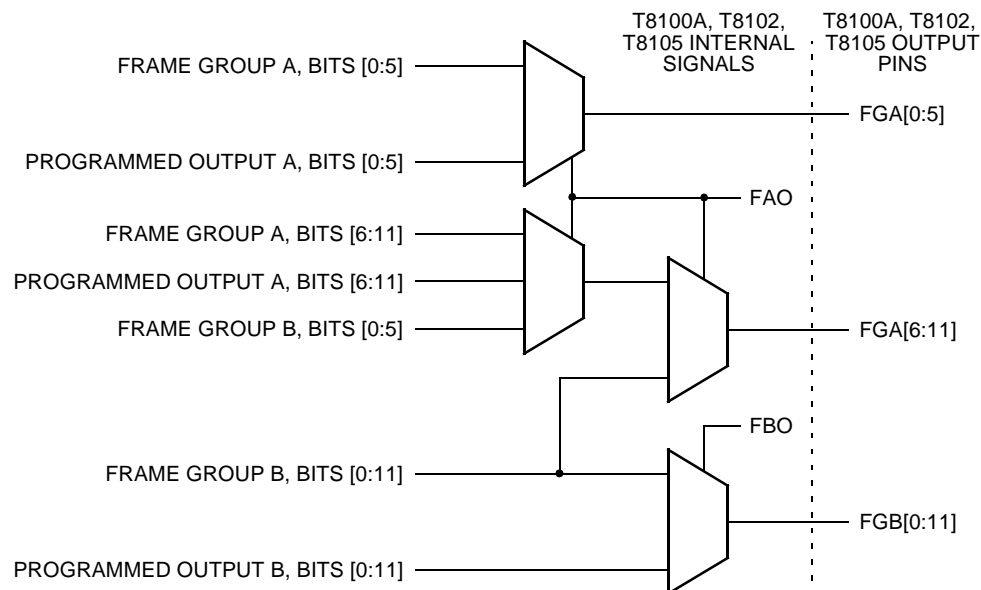 T8100A, T8102,
T8105 INTERNAL
SIGNALS
T8100A, T8102,
T8105 OUTPUT
PINS
FRAME GROUP A, BITS [0:5]
FGA[0:5]
PROGRAMMED OUTPUT A, BITS [0:5]
FAO
FRAME GROUP A, BITS [6:11]
PROGRAMMED OUTPUT A, BITS [6:11]
FRAME GROUP B, BITS [0:5]
FGA[6:11]
FBO
FRAME GROUP B, BITS [0:11]
FGB[0:11]
PROGRAMMED OUTPUT B, BITS [0:11]